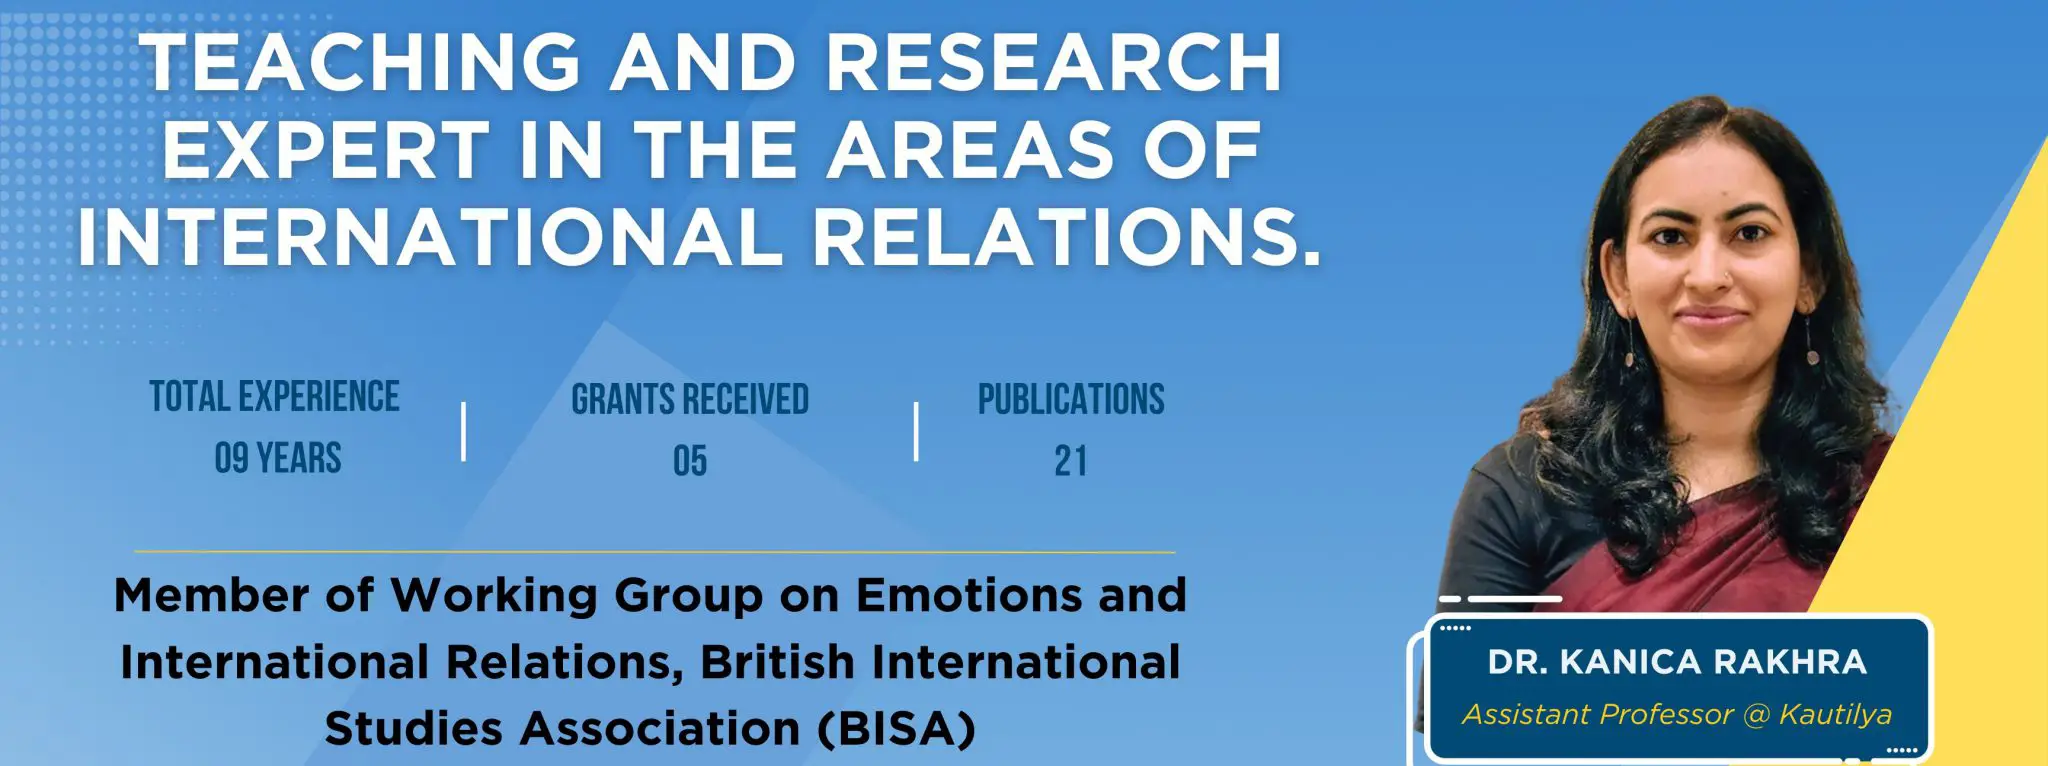 TEACHING AND RESEARCH
EXPERT IN THE AREAS OF
INTERNATIONAL RELATIONS.
TOTAL EXPERIENCE
09 YEARS
GRANTS RECEIVED
05
PUBLICATIONS
21
Member of Working Group on Emotions and
International Relations, British International
Studies Association (BISA)
DR. KANICA RAKHRA
Assistant Professor @ Kautilya